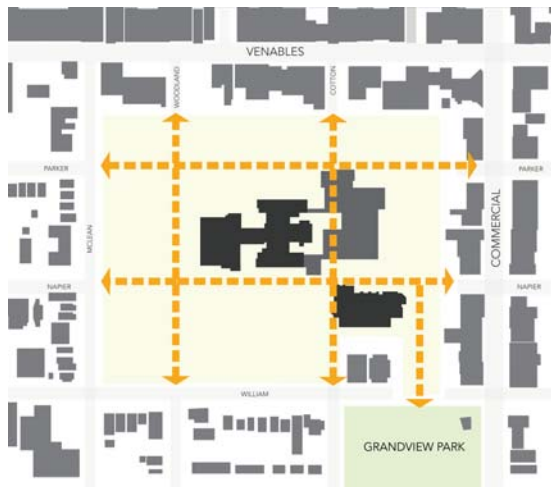 VENABLES
WOODLAND
COTTON
PARKER
PARKER
MCLEAN
COMMERCIAL
NAPIER
NAPIER
WILLIAM
GRANDVIEW PARK